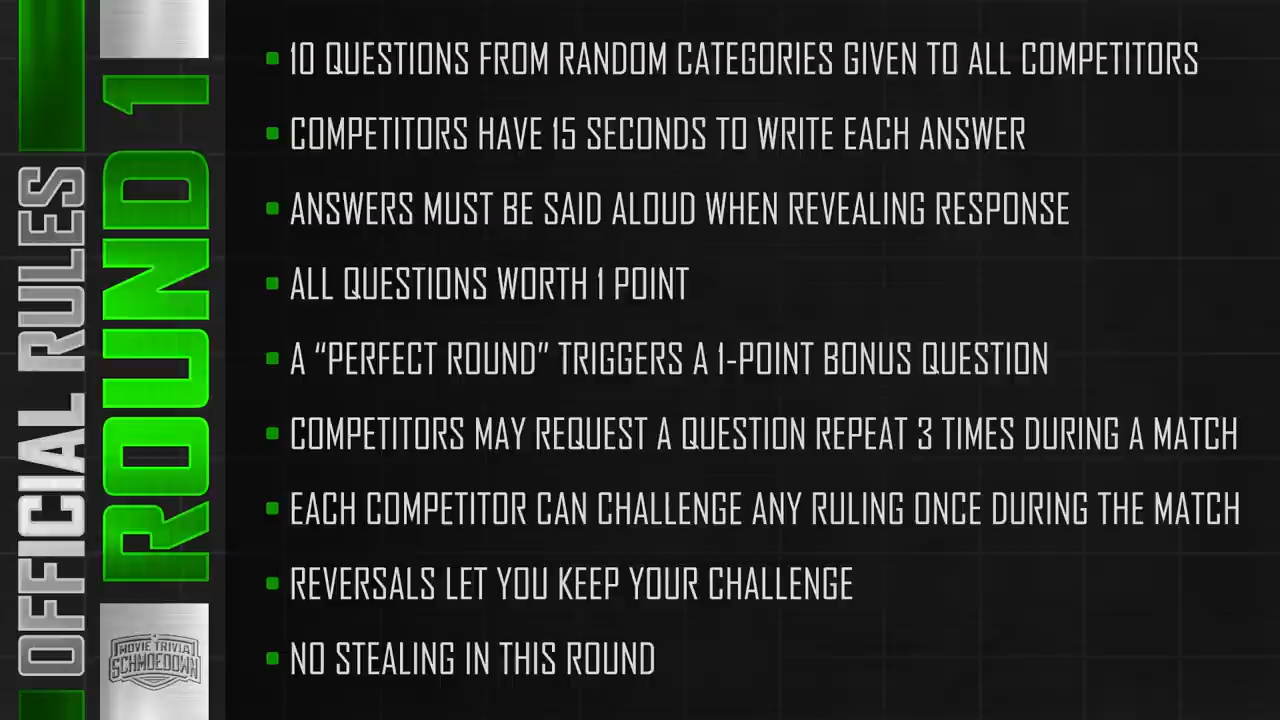 OFFICIAL RULES
ROUND 1
MOVIE TRIVIA
SCHMOEDOWN
10 QUESTIONS FROM RANDOM CATEGORIES GIVEN TO ALL COMPETITORS
COMPETITORS HAVE 15 SECONDS TO WRITE EACH ANSWER
ANSWERS MUST BE SAID ALOUD WHEN REVEALING RESPONSE
ALL QUESTIONS WORTH 1 POINT
A “PERFECT ROUND” TRIGGERS A 1-POINT BONUS QUESTION
COMPETITORS MAY REQUEST A QUESTION REPEAT 3 TIMES DURING A MATCH
EACH COMPETITOR CAN CHALLENGE ANY RULING ONCE DURING THE MATCH
REVERSALS LET YOU KEEP YOUR CHALLENGE
NO STEALING IN THIS ROUND